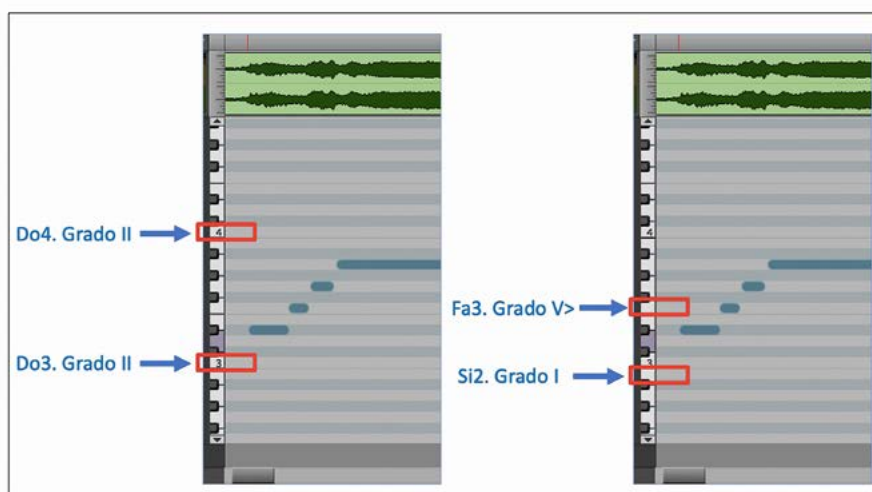 4
4
Do4. Grado II
Fa3. Grado V>
Do3. Grado II
3
3
Si2. Grado I